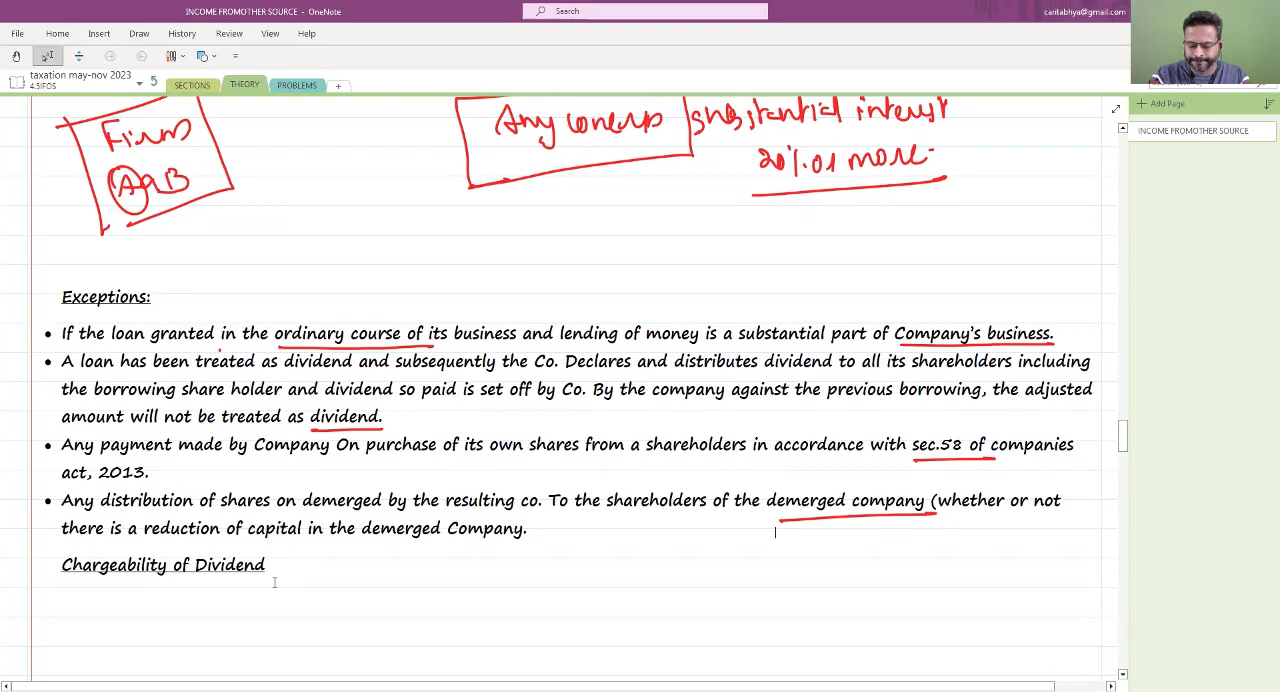 INCOME FROMOTHER SOURCE - OneNote
Search
cantabhya@gmail.com
File Home Insert Draw History Review View Help
taxation may-nov 2023
4.5IFOS
SECTIONS THEORY PROBLEMS
Add Page
INCOME FROMOTHER SOURCE
Firm
A & B
Any concern
substantial interest
20% or more
Exceptions:
• If the loan granted in the ordinary course of its business and lending of money is a substantial part of Company's business.
• A loan has been treated as dividend and subsequently the Co. Declares and distributes dividend to all its shareholders including
the borrowing share holder and dividend so paid is set off by Co. By the company against the previous borrowing, the adjusted
amount will not be treated as dividend.
• Any payment made by Company On purchase of its own shares from a shareholders in accordance with sec.58 of companies
act, 2013.
• Any distribution of shares on demerged by the resulting co. To the shareholders of the demerged company (whether or not
there is a reduction of capital in the demerged Company.
Chargeability of Dividend